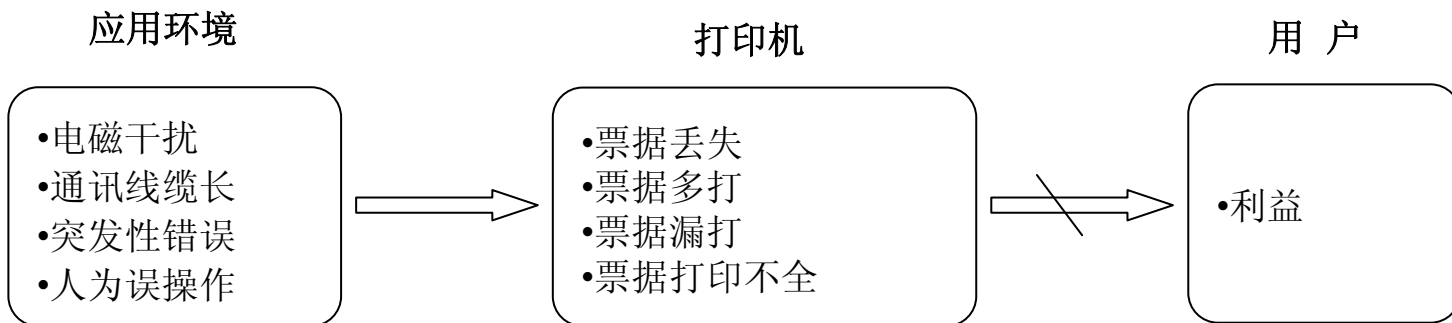 应用环境
•电磁干扰
•通讯线缆长
•突发性错误
•人为误操作
打印机
•票据丢失
•票据多打
•票据漏打
•票据打印不全
用 户
•利益